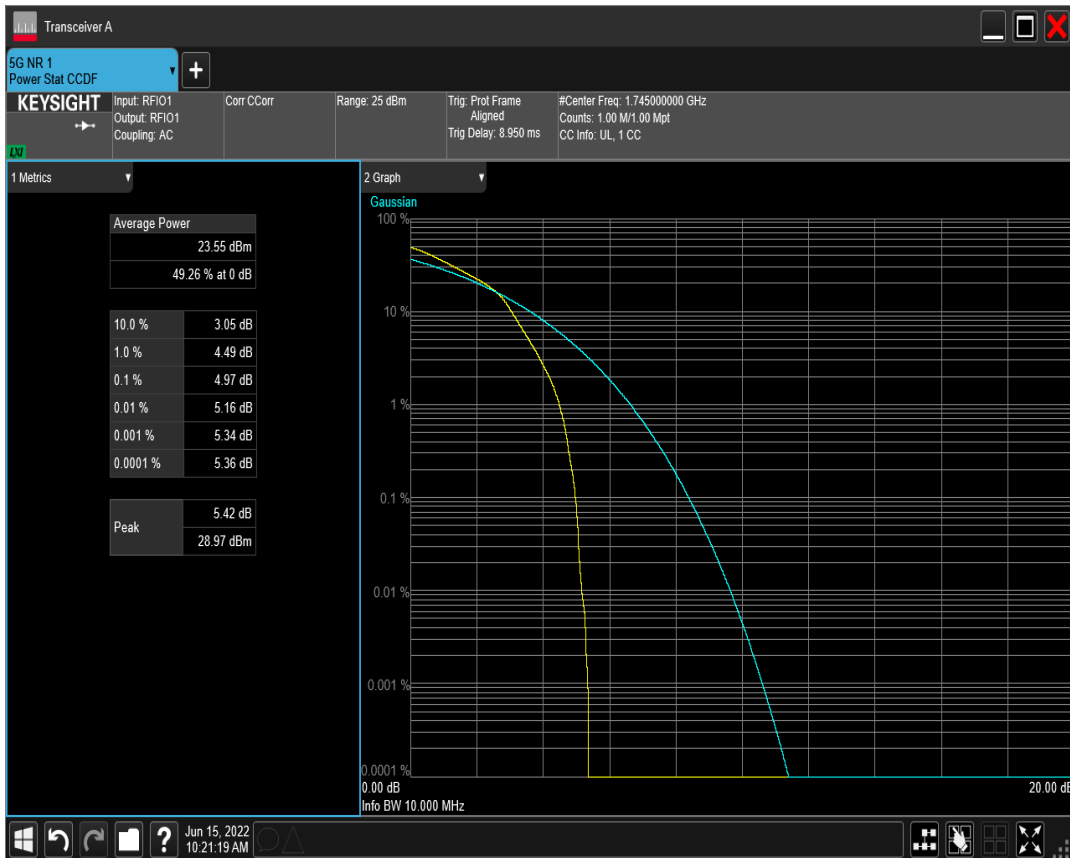 Transceiver A
5G NR 1
Power Stat CCDF
+
KEYSIGHT
LXI
Input: RFIO1
Output: RFIO1
Coupling: AC
Corr CCorr
Range: 25 dBm
Trig: Prot Frame
Aligned
Trig Delay: 8.950 ms
#Center Freq: 1.745000000 GHz
Counts: 1.00 M/1.00 Mpt
CC Info: UL, 1 CC
1 Metrics
Average Power
23.55 dBm
49.26 % at 0 dB
10.0 % 3.05 dB
1.0 % 4.49 dB
0.1 % 4.97 dB
0.01 % 5.16 dB
0.001 % 5.34 dB
0.0001 % 5.36 dB
Peak
5.42 dB
28.97 dBm
2 Graph
Gaussian
100 %
10 %
1 %
0.1 %
0.01 %
0.001 %
0.0001 %
0.00 dB 20.00 dB
Info BW 10.000 MHz
?
Jun 15, 2022
10:21:19 AM